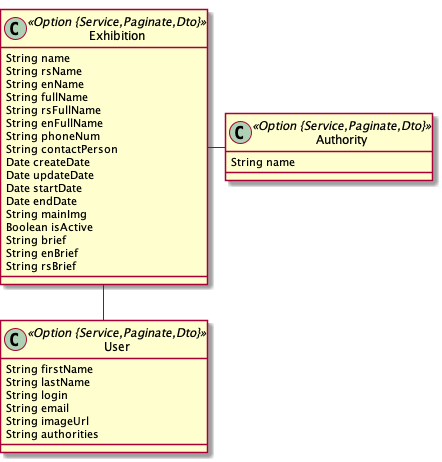 C «Option {Service,Paginate,Dto}»
Exhibition
String name
String rsName
String enName
String fullName
String rsFullName
String enFullName
String phoneNum
String contactPerson
Date createDate
Date updateDate
Date startDate
Date endDate
String mainImg
Boolean isActive
String brief
String enBrief
String rsBrief
C «Option {Service,Paginate,Dto}»
Authority
String name
C «Option {Service,Paginate,Dto}»
User
String firstName
String lastName
String login
String email
String imageUrl
String authorities